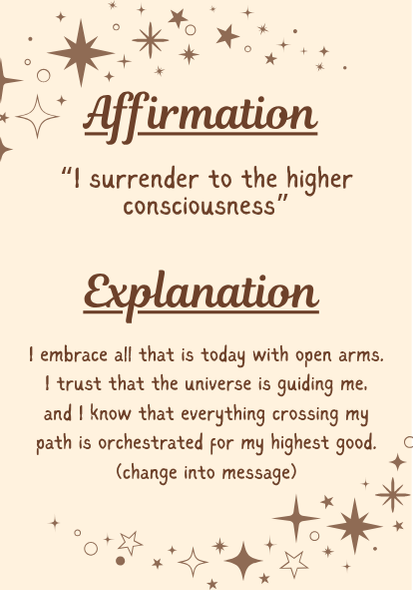 Affirmation
“I surrender to the higher
consciousness”
Explanation
I embrace all that is today with open arms.
I trust that the universe is guiding me,
and I know that everything crossing my
path is orchestrated for my highest good.
(change into message)